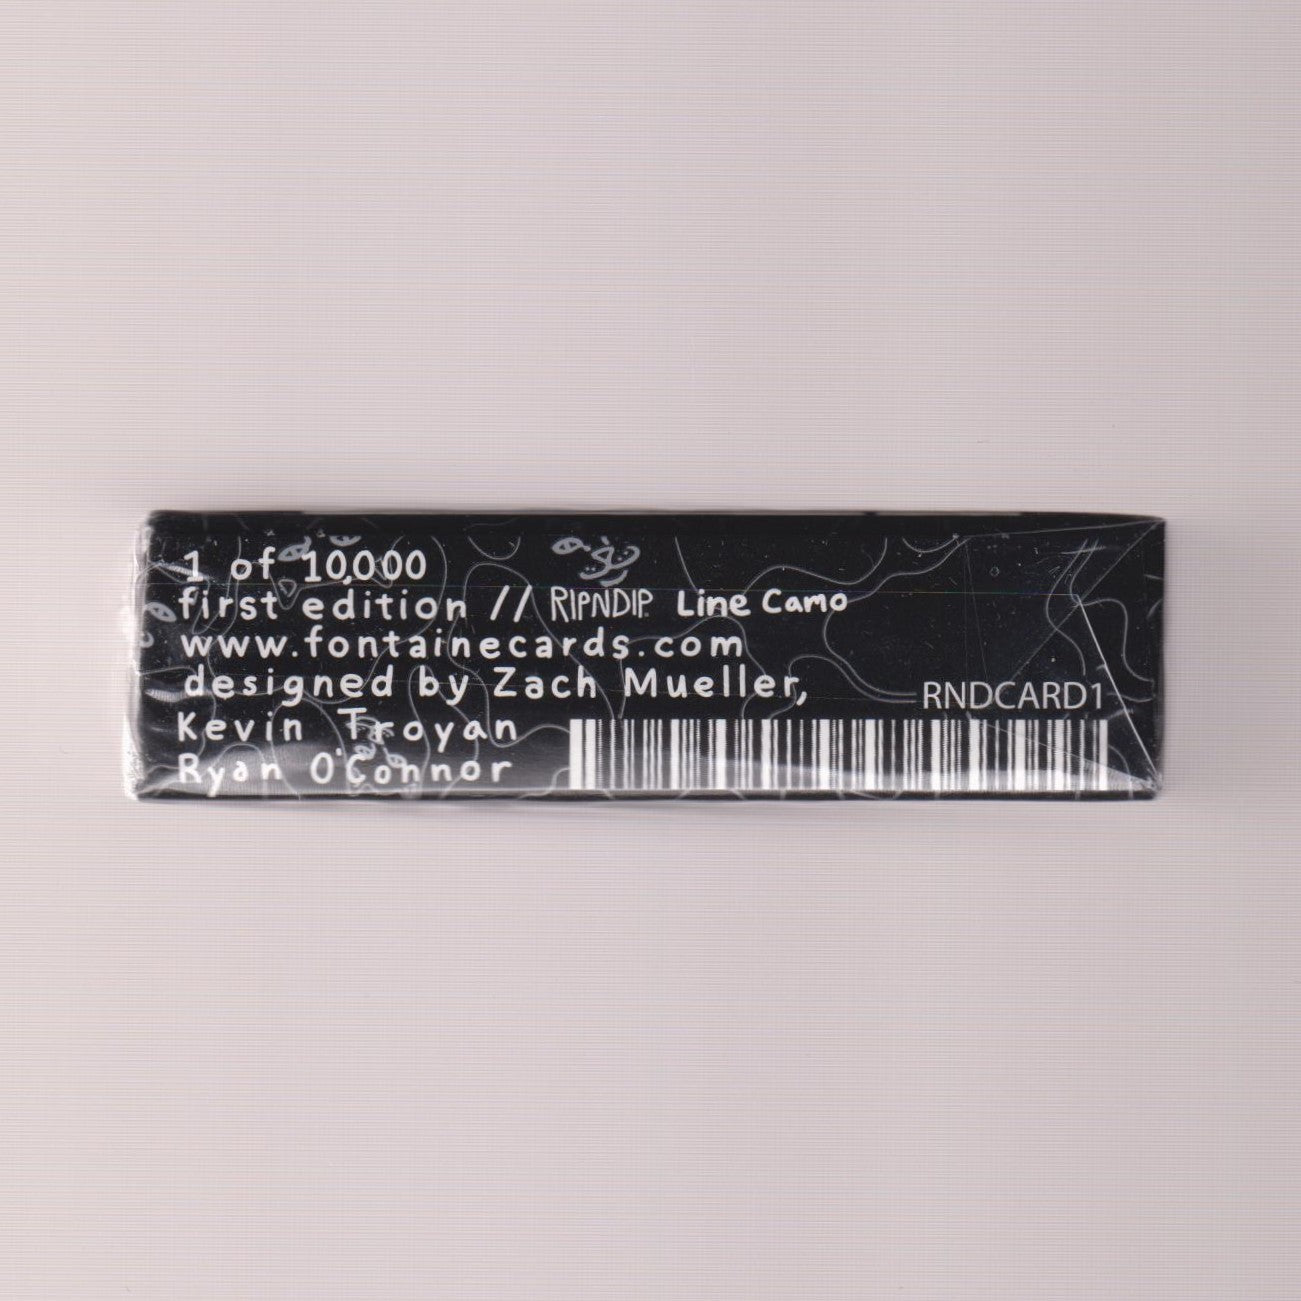 1 of 10,000
first edition // RIPNDIP Line Camo
www.fontainecards.com
designed by Zach Mueller,
Kevin Troyan
Ryan O'Connor
RNDCARD1